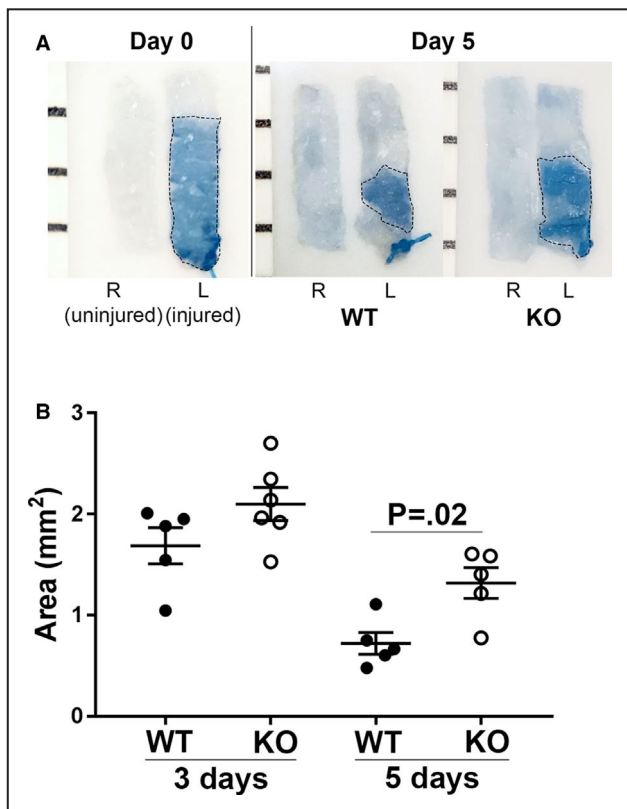 A
Day 0
Day 5
R
L
R
L
R
L
(uninjured)
(injured)
WT
KO
B
3
2
1
0
Area (mm²)
P=.02
WT
KO
WT
KO
3 days
5 days